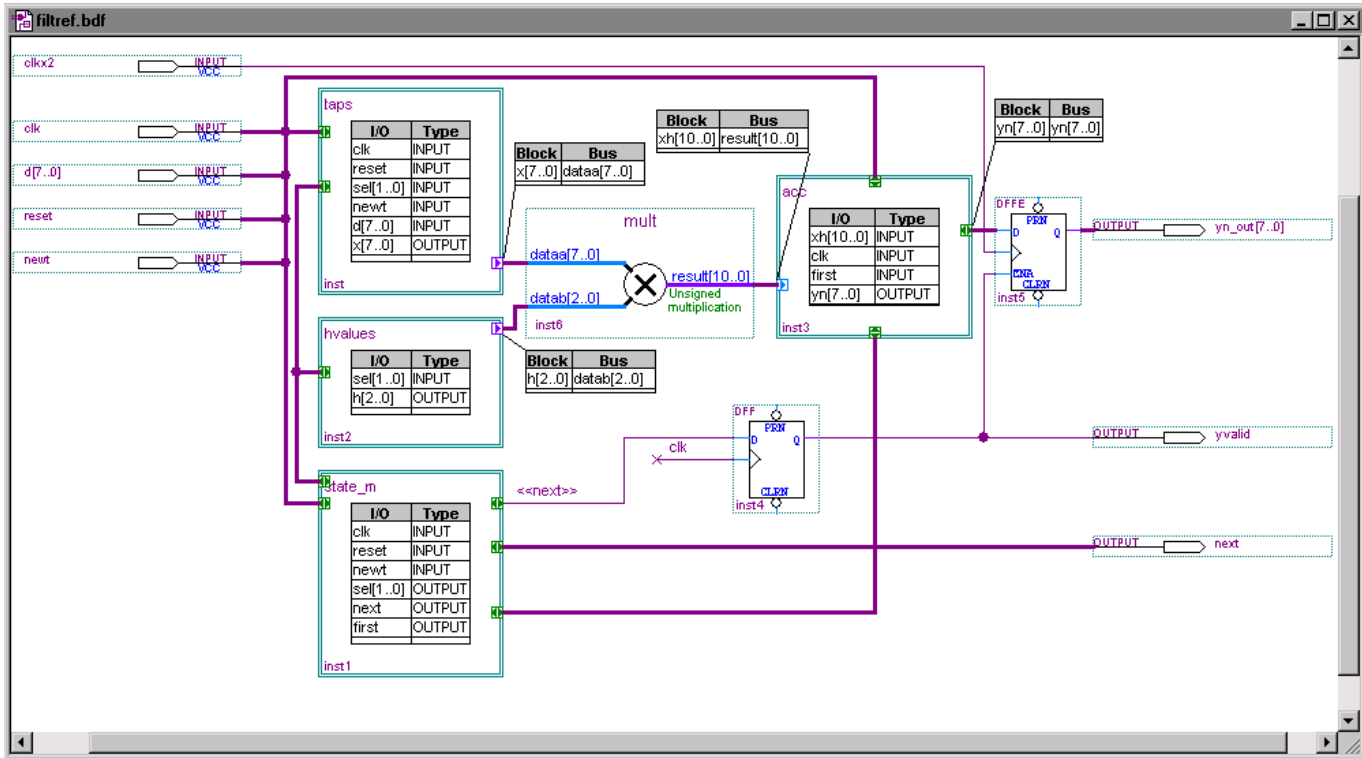 filtref.bdf
clkx2 INPUT
VCC
clk INPUT
VCC
d[7..0] INPUT
VCC
reset INPUT
VCC
newt INPUT
VCC
taps
I/O Type
clk INPUT
reset INPUT
sel[1..0] INPUT
newt INPUT
d[7..0] INPUT
x[7..0] OUTPUT
inst
Block Bus
x[7..0] dataa[7..0]
hvalues
I/O Type
sel[1..0] INPUT
h[2..0] OUTPUT
inst2
Block Bus
h[2..0] datab[2..0]
mult
dataa[7..0]
datab[2..0]
result[10..0]
Unsigned
multiplication
inst6
Block Bus
xh[10..0] result[10..0]
acc
I/O Type
xh[10..0] INPUT
clk INPUT
first INPUT
yn[7..0] OUTPUT
inst3
Block Bus
yn[7..0] yn[7..0]
DFFE
PRN
D Q
ENA
CLRN
inst5
OUTPUT yn_out[7..0]
state_m
I/O Type
clk INPUT
reset INPUT
newt INPUT
sel[1..0] OUTPUT
next OUTPUT
first OUTPUT
inst1
<<next>>
clk
DFF
PRN
D Q
CLRN
inst4
OUTPUT yvalid
OUTPUT next